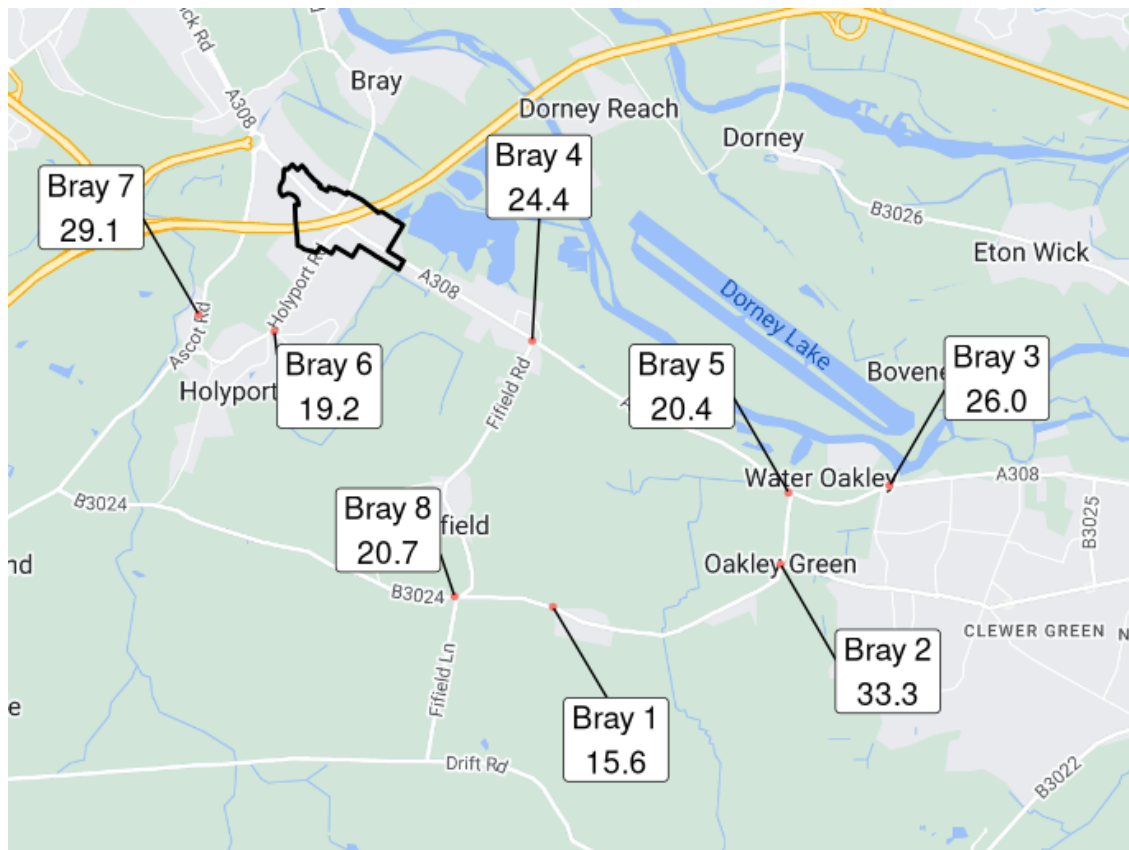 ck Rd
A308
Bray
Dorney Reach
Dorney
Bray 4
24.4
Bray 7
29.1
B3026
Eton Wick
Holyport Rd
A308
Dorney Lake
Ascot Rd
Bray 6
19.2
Holyport
Fifield Rd
Bray 5
20.4
Bovene
Bray 3
26.0
A
Water Oakley
A308
B3024
B3025
Bray 8
20.7
field
nd
Oakley Green
B3024
CLEWER GREEN
N
Bray 2
33.3
Fifield Ln
e
Bray 1
15.6
Drift Rd
B3022